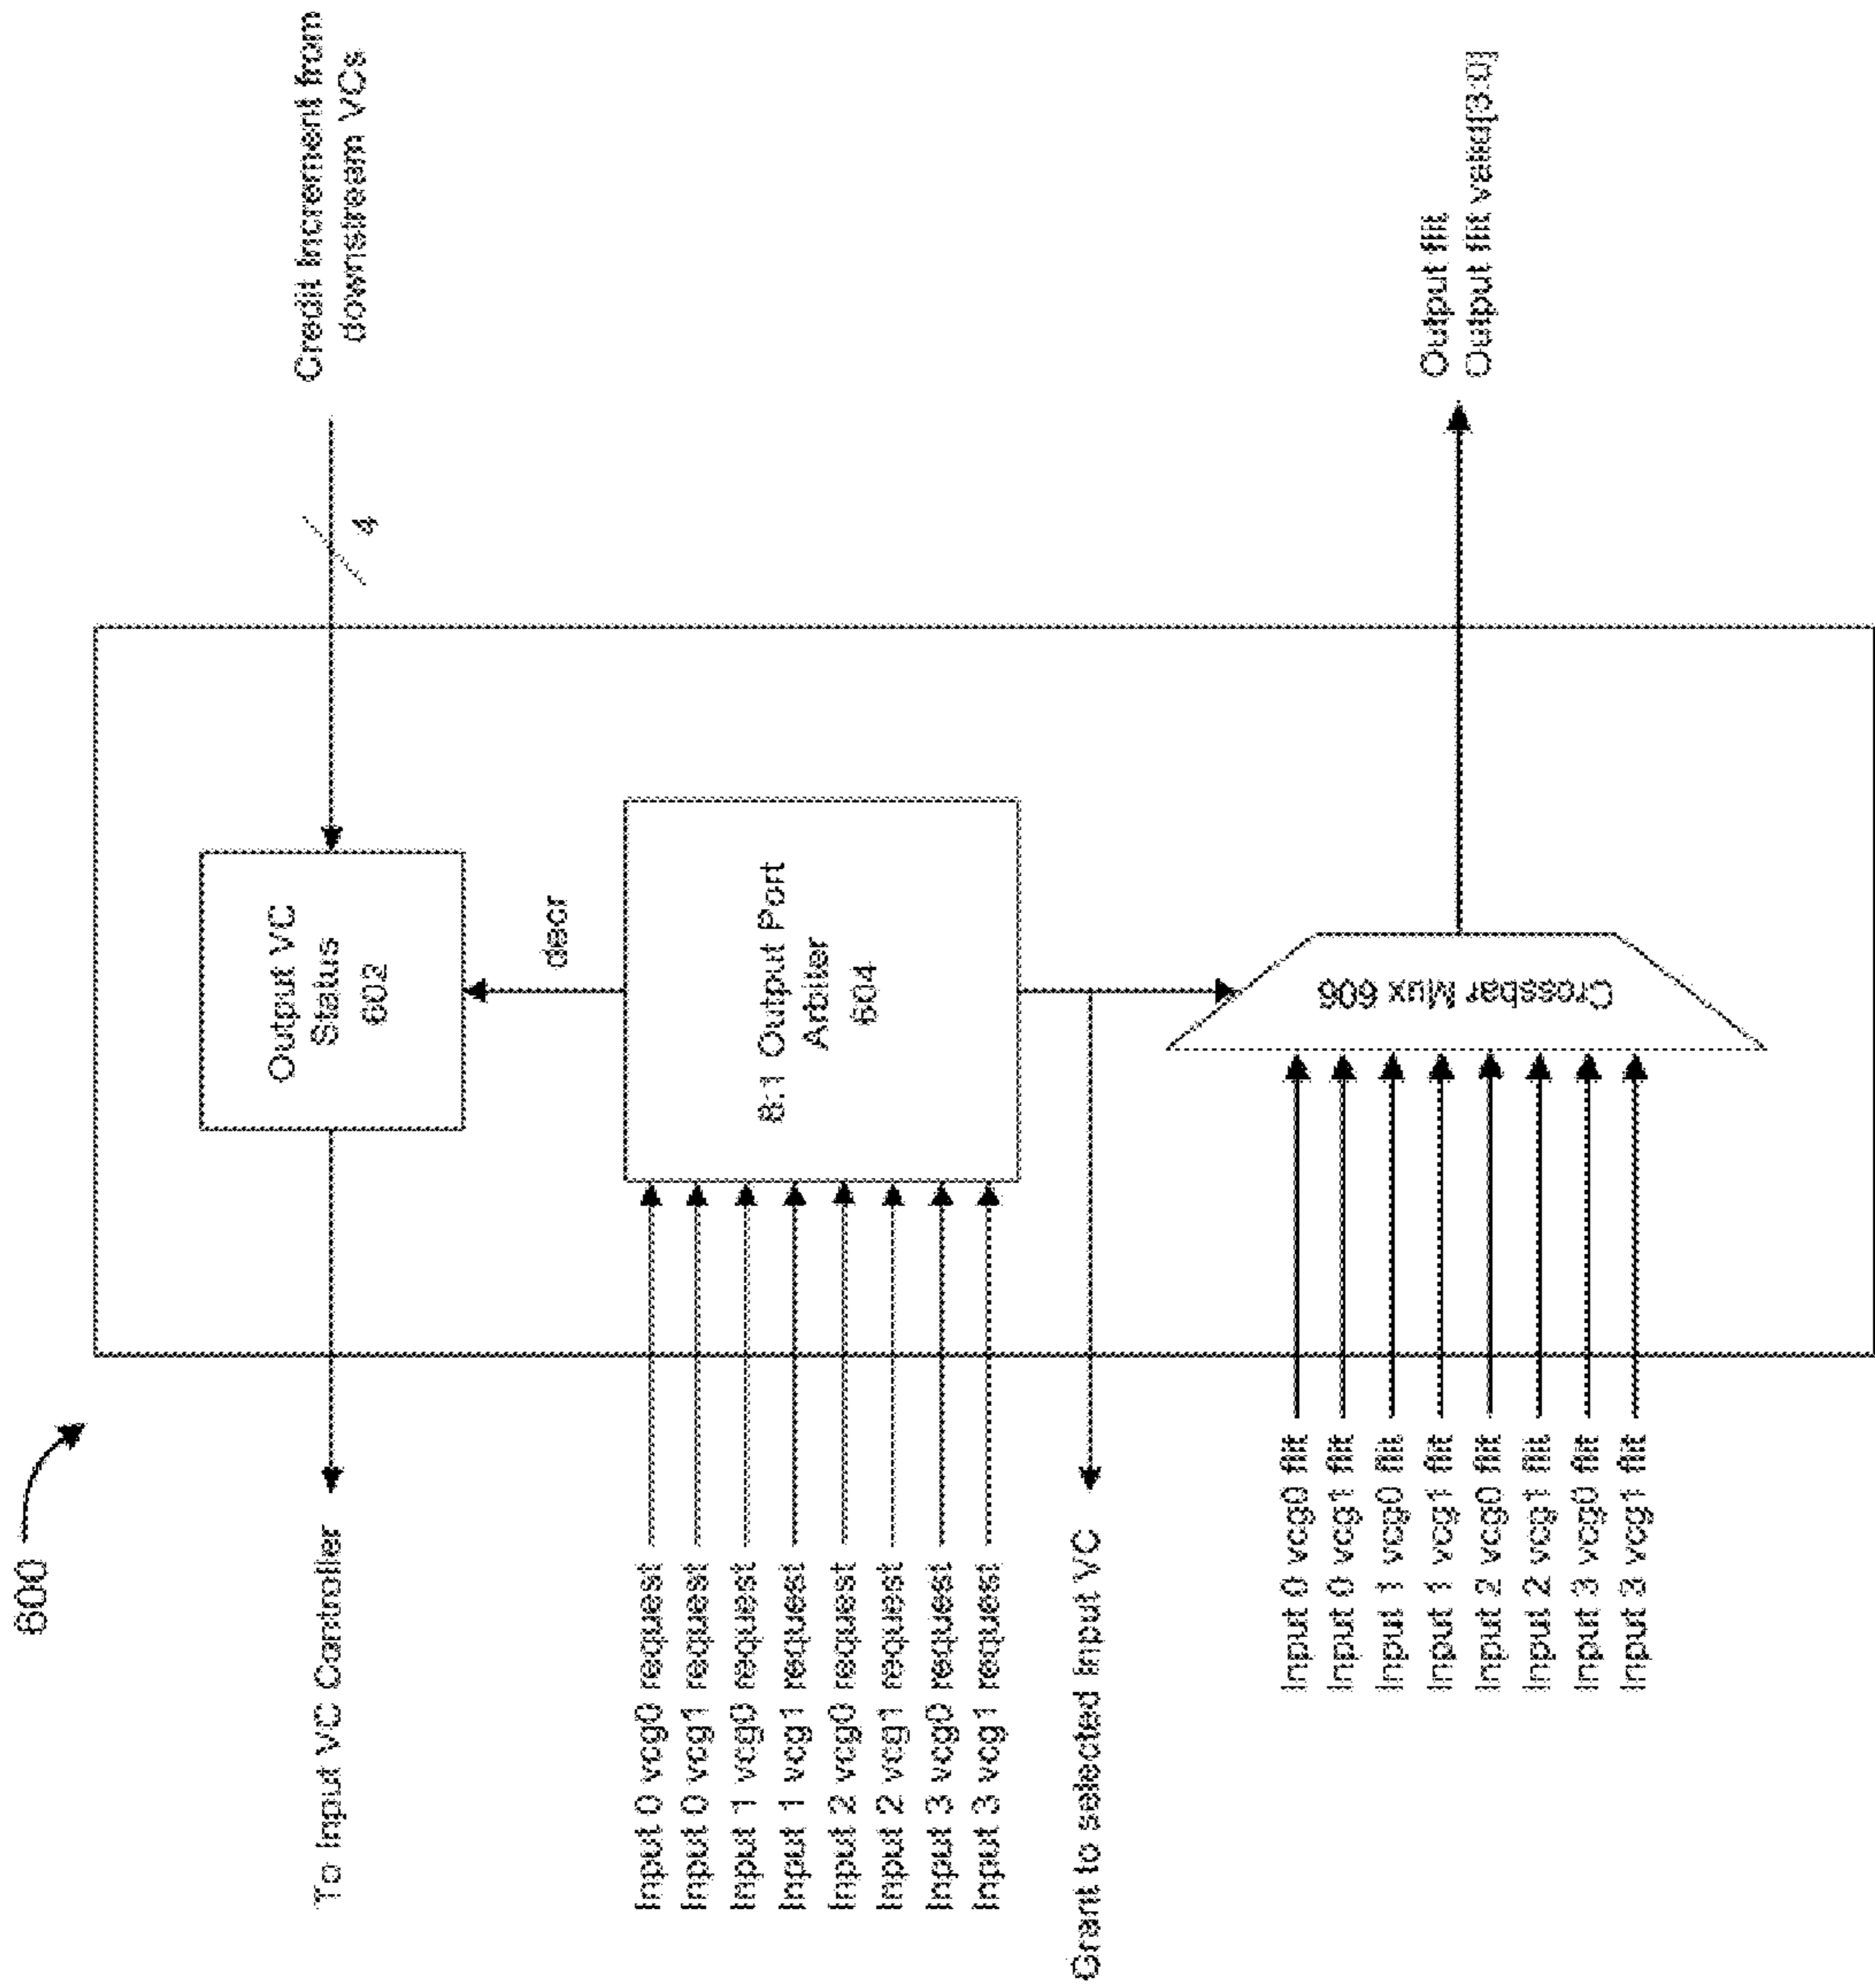 600
To Input VC Controller
Output VC
Status
602
Credit increment from
downstream VCs
4
decr
Input 0 vcg0 request
Input 0 vcg1 request
Input 1 vcg0 request
Input 1 vcg1 request
Input 2 vcg0 request
Input 2 vcg1 request
Input 3 vcg0 request
Input 3 vcg1 request
8:1 Output Port
Arbiter
604
Grant to selected Input VC
Input 0 vcg0 flit
Input 0 vcg1 flit
Input 1 vcg0 flit
Input 1 vcg1 flit
Input 2 vcg0 flit
Input 2 vcg1 flit
Input 3 vcg0 flit
Input 3 vcg1 flit
Crossbar Mux 606
Output flit
Output flit valid[3:0]